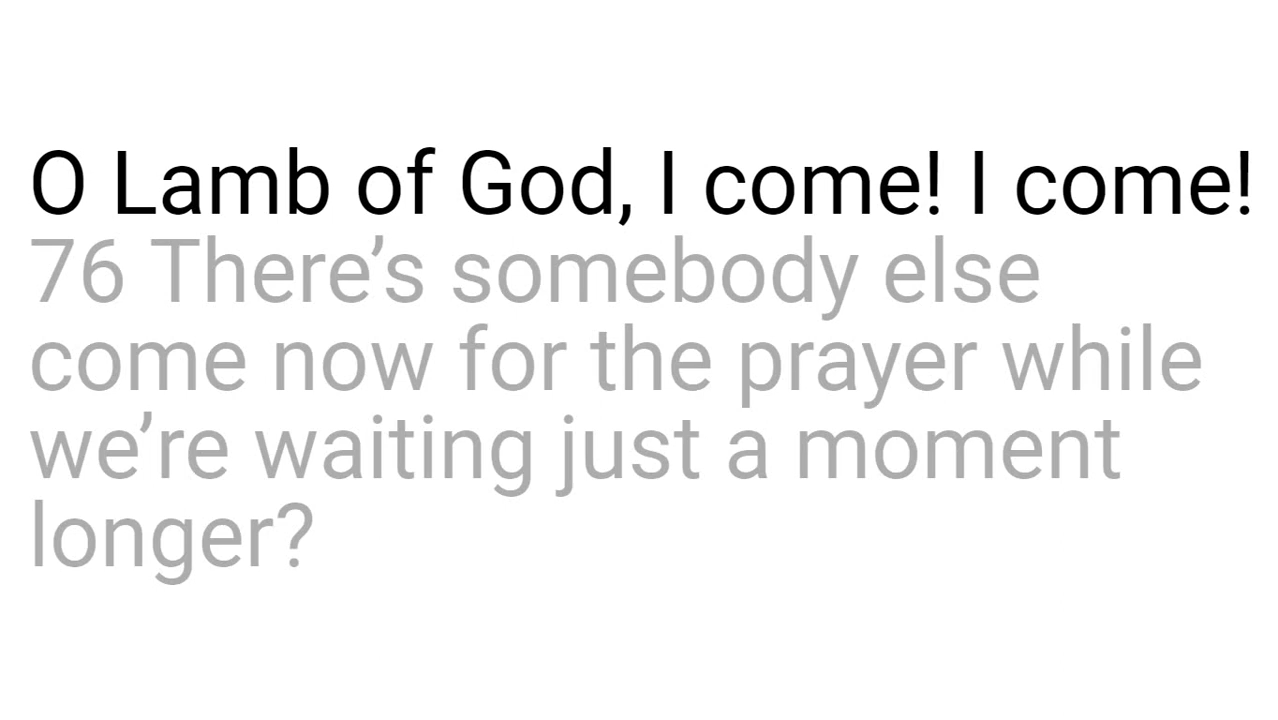 O Lamb of God, I come! I come!
76 There’s somebody else
come now for the prayer while
we’re waiting just a moment
longer?